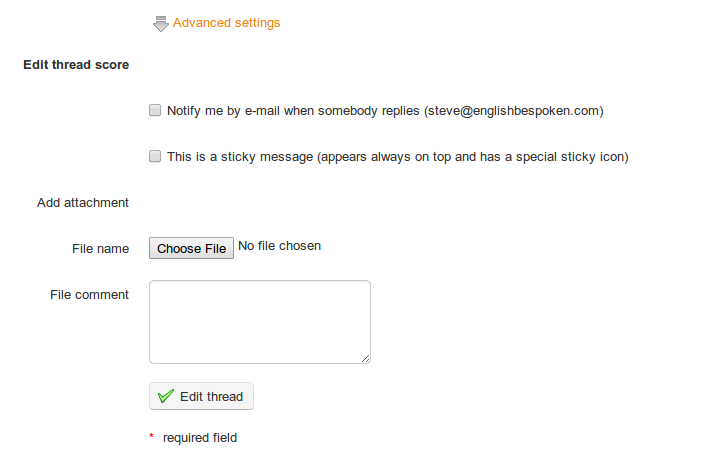 Advanced settings
Edit thread score
Notify me by e-mail when somebody replies (steve@englishbespoken.com)
This is a sticky message (appears always on top and has a special sticky icon)
Add attachment
File name Choose File No file chosen
File comment
Edit thread
* required field